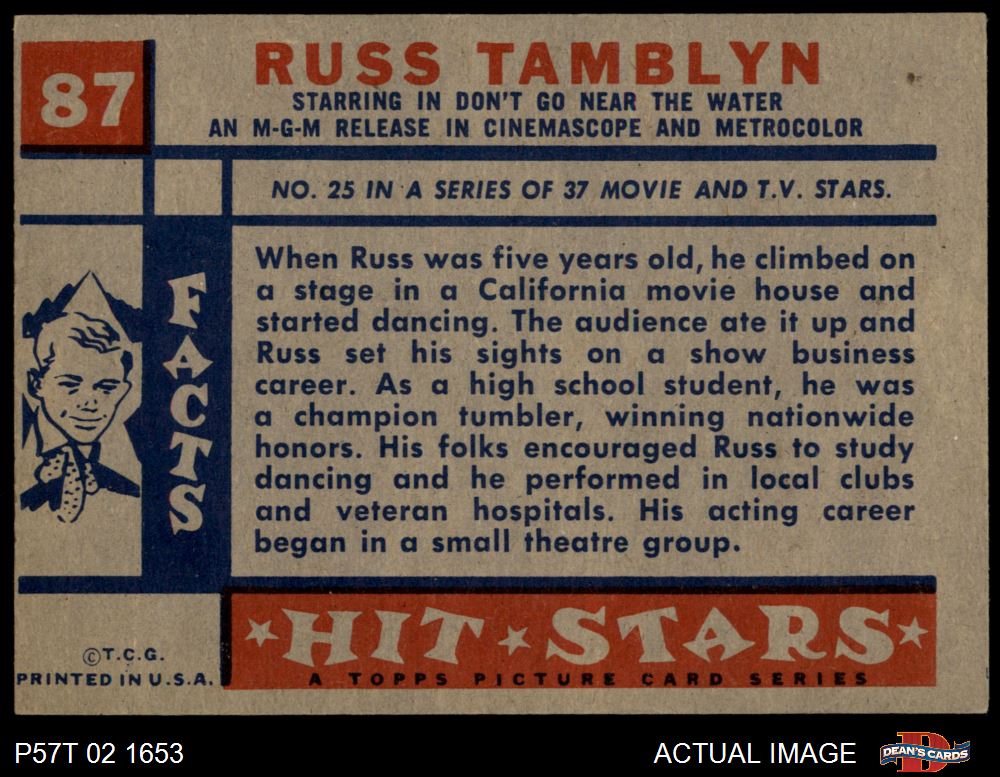 87
RUSS TAMBLYN
STARRING IN DON'T GO NEAR THE WATER
AN M-G-M RELEASE IN CINEMASCOPE AND METROCOLOR
NO. 25 IN A SERIES OF 37 MOVIE AND T.V. STARS.
FACTS
When Russ was five years old, he climbed on
a stage in a California movie house and
started dancing. The audience ate it up and
Russ set his sights on a show business
career. As a high school student, he was
a champion tumbler, winning nationwide
honors. His folks encouraged Russ to study
dancing and he performed in local clubs
and veteran hospitals. His acting career
began in a small theatre group.
©T.C.G.
PRINTED IN U.S.A.
★HIT★STARS★
A TOPPS PICTURE CARD SERIES
P57T 02 1653
ACTUAL IMAGE
D
DEAN'S CARDS